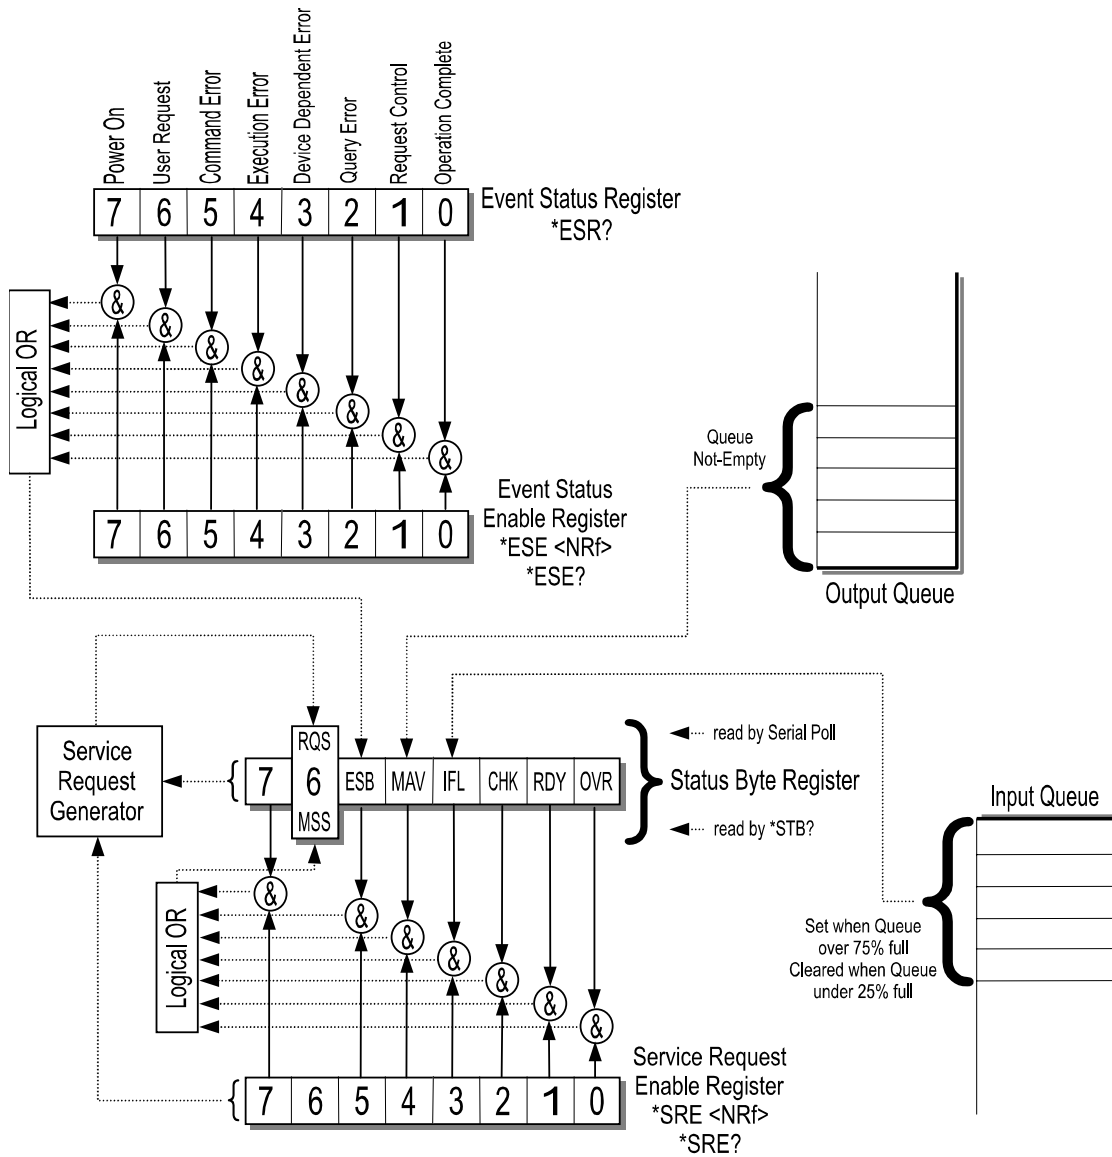 Power On
User Request
Command Error
Execution Error
Device Dependent Error
Query Error
Request Control
Operation Complete
7 6 5 4 3 2 1 0
Event Status Register
*ESR?
&
&
&
&
&
&
&
&
Logical OR
Event Status
Enable Register
*ESE <NRf>
*ESE?
7 6 5 4 3 2 1 0
Queue
Not-Empty
Output Queue
Service
Request
Generator
RQS
7 6 ESB MAV IFL CHK RDY OVR
MSS
read by Serial Poll
Status Byte Register
read by *STB?
Input Queue
Set when Queue
over 75% full
Cleared when Queue
under 25% full
&
&
&
&
&
&
&
Logical OR
Service Request
Enable Register
*SRE <NRf>
*SRE?
7 6 5 4 3 2 1 0